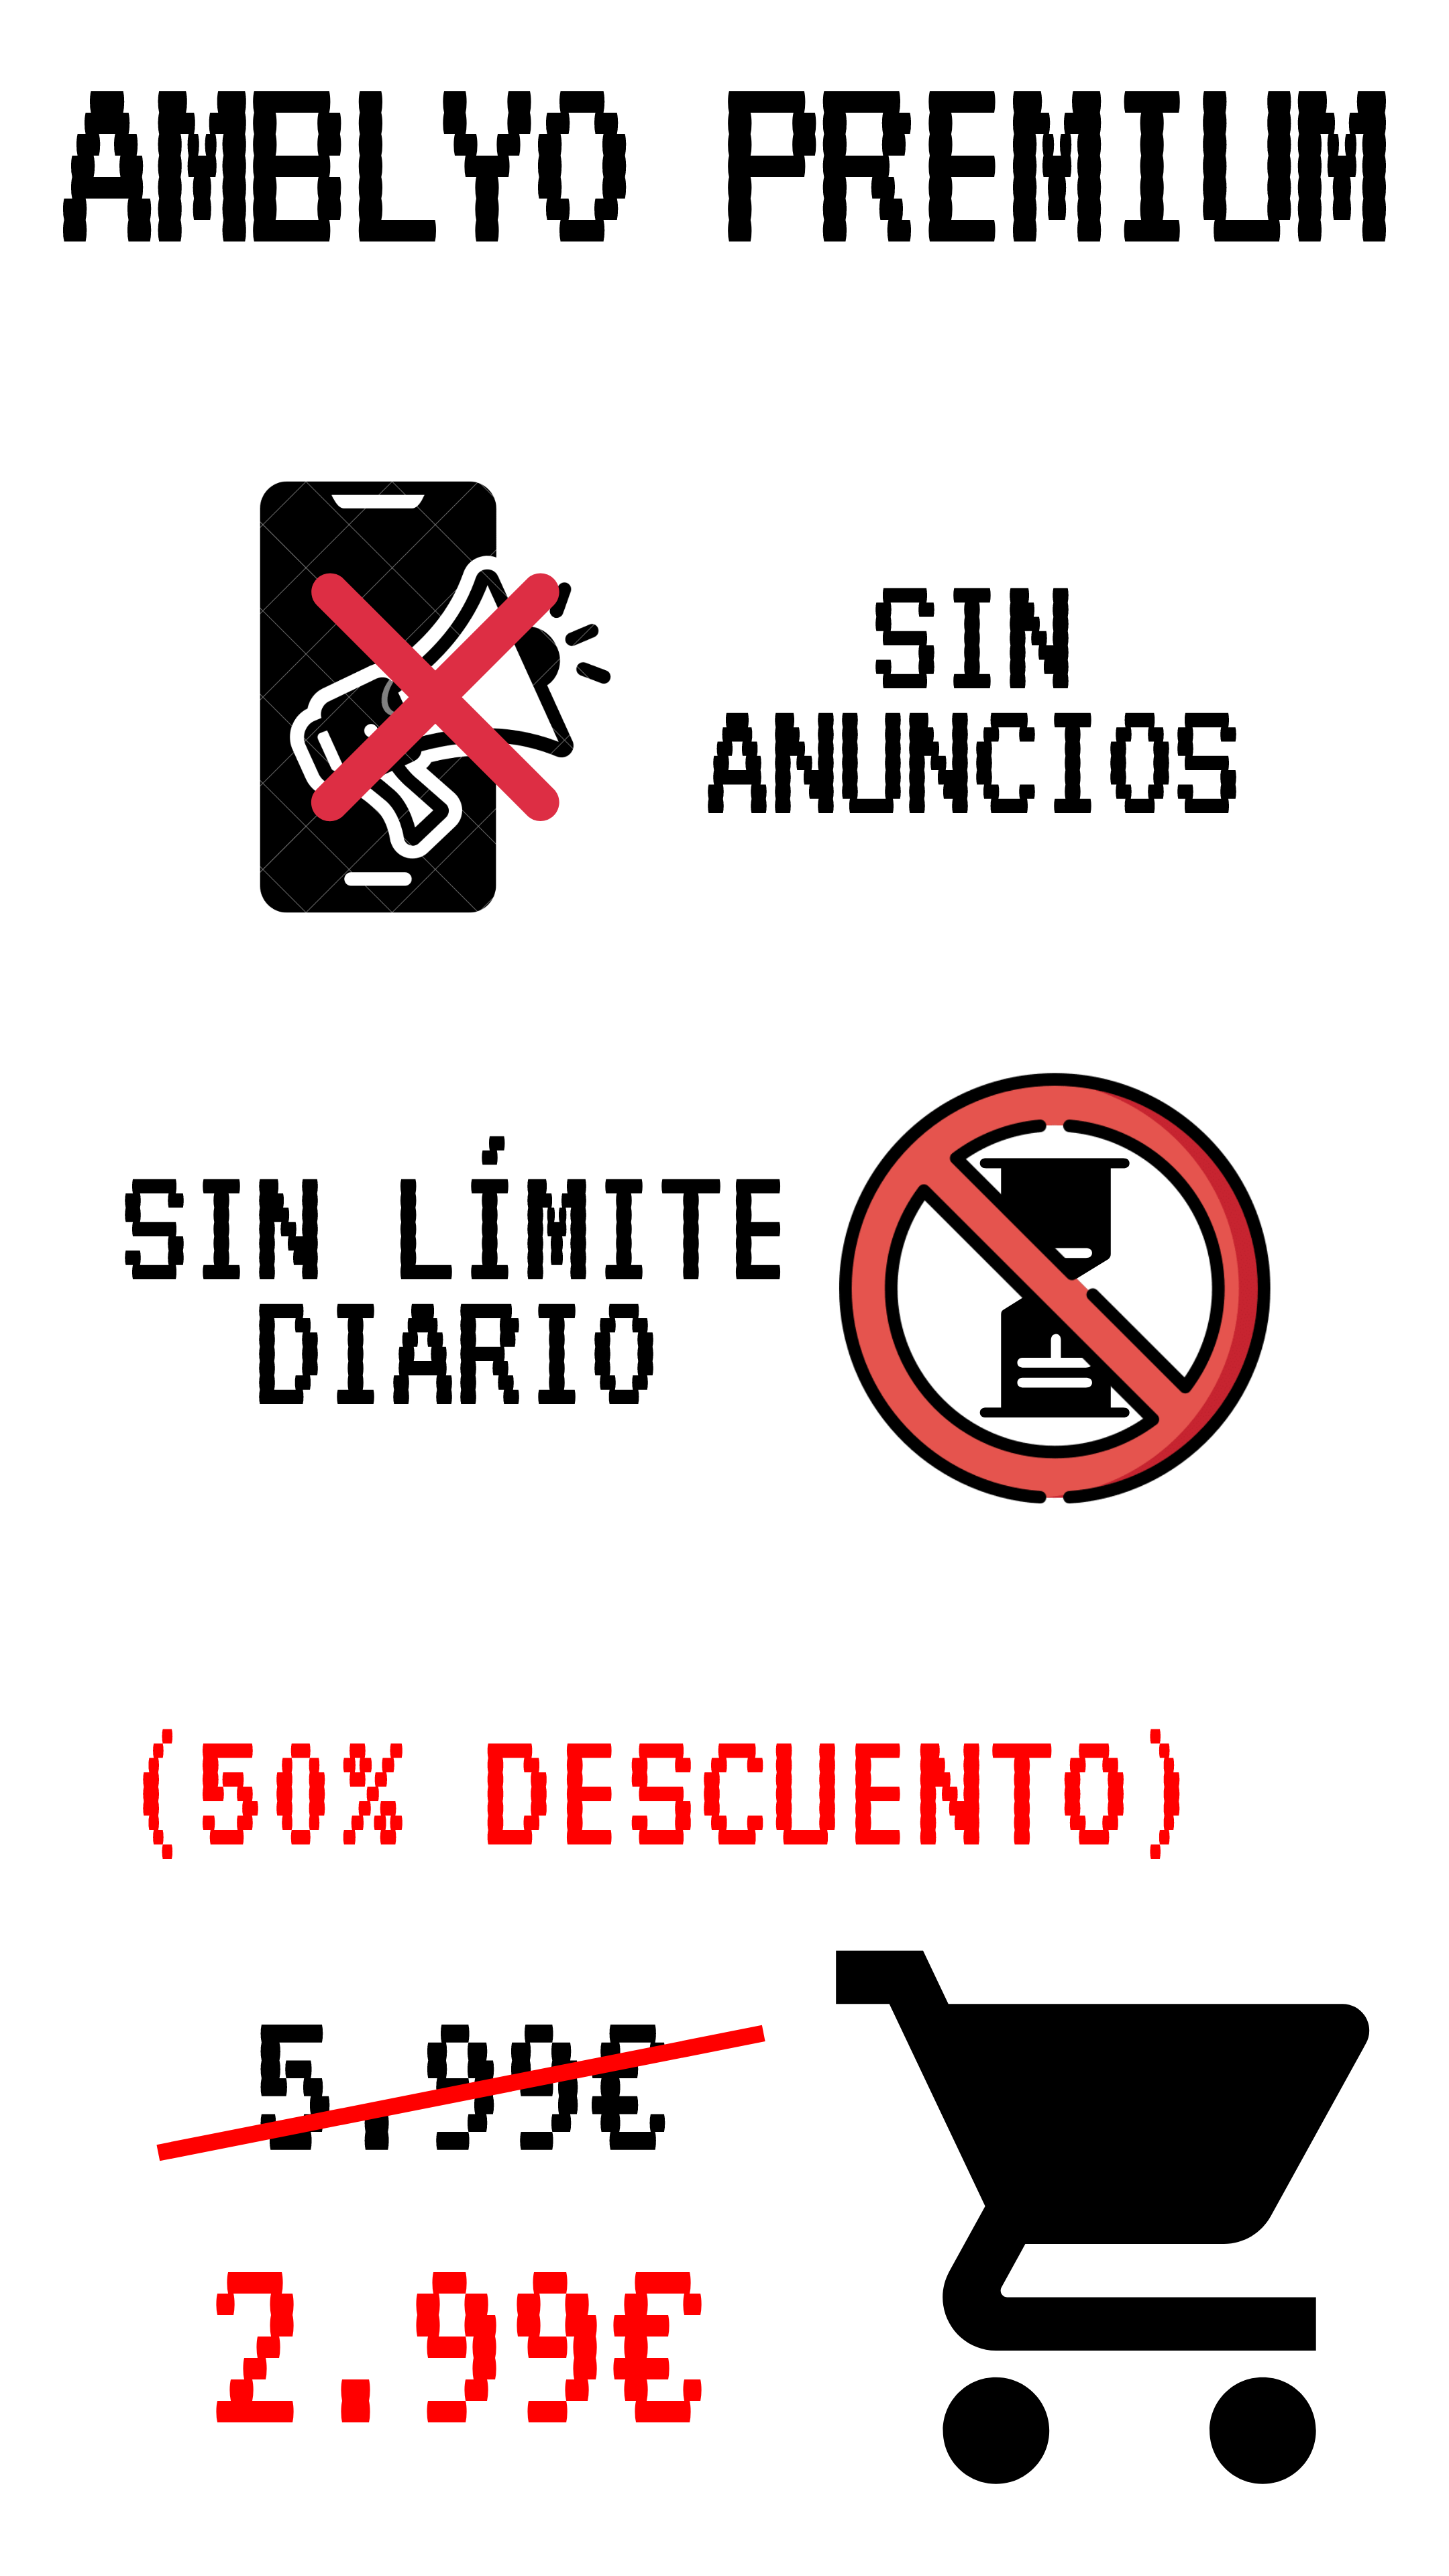 AMBLYO PREMIUM
SIN
ANUNCIOS
SIN LÍMITE
DIARIO
(50% DESCUENTO)
5.99€
2.99€